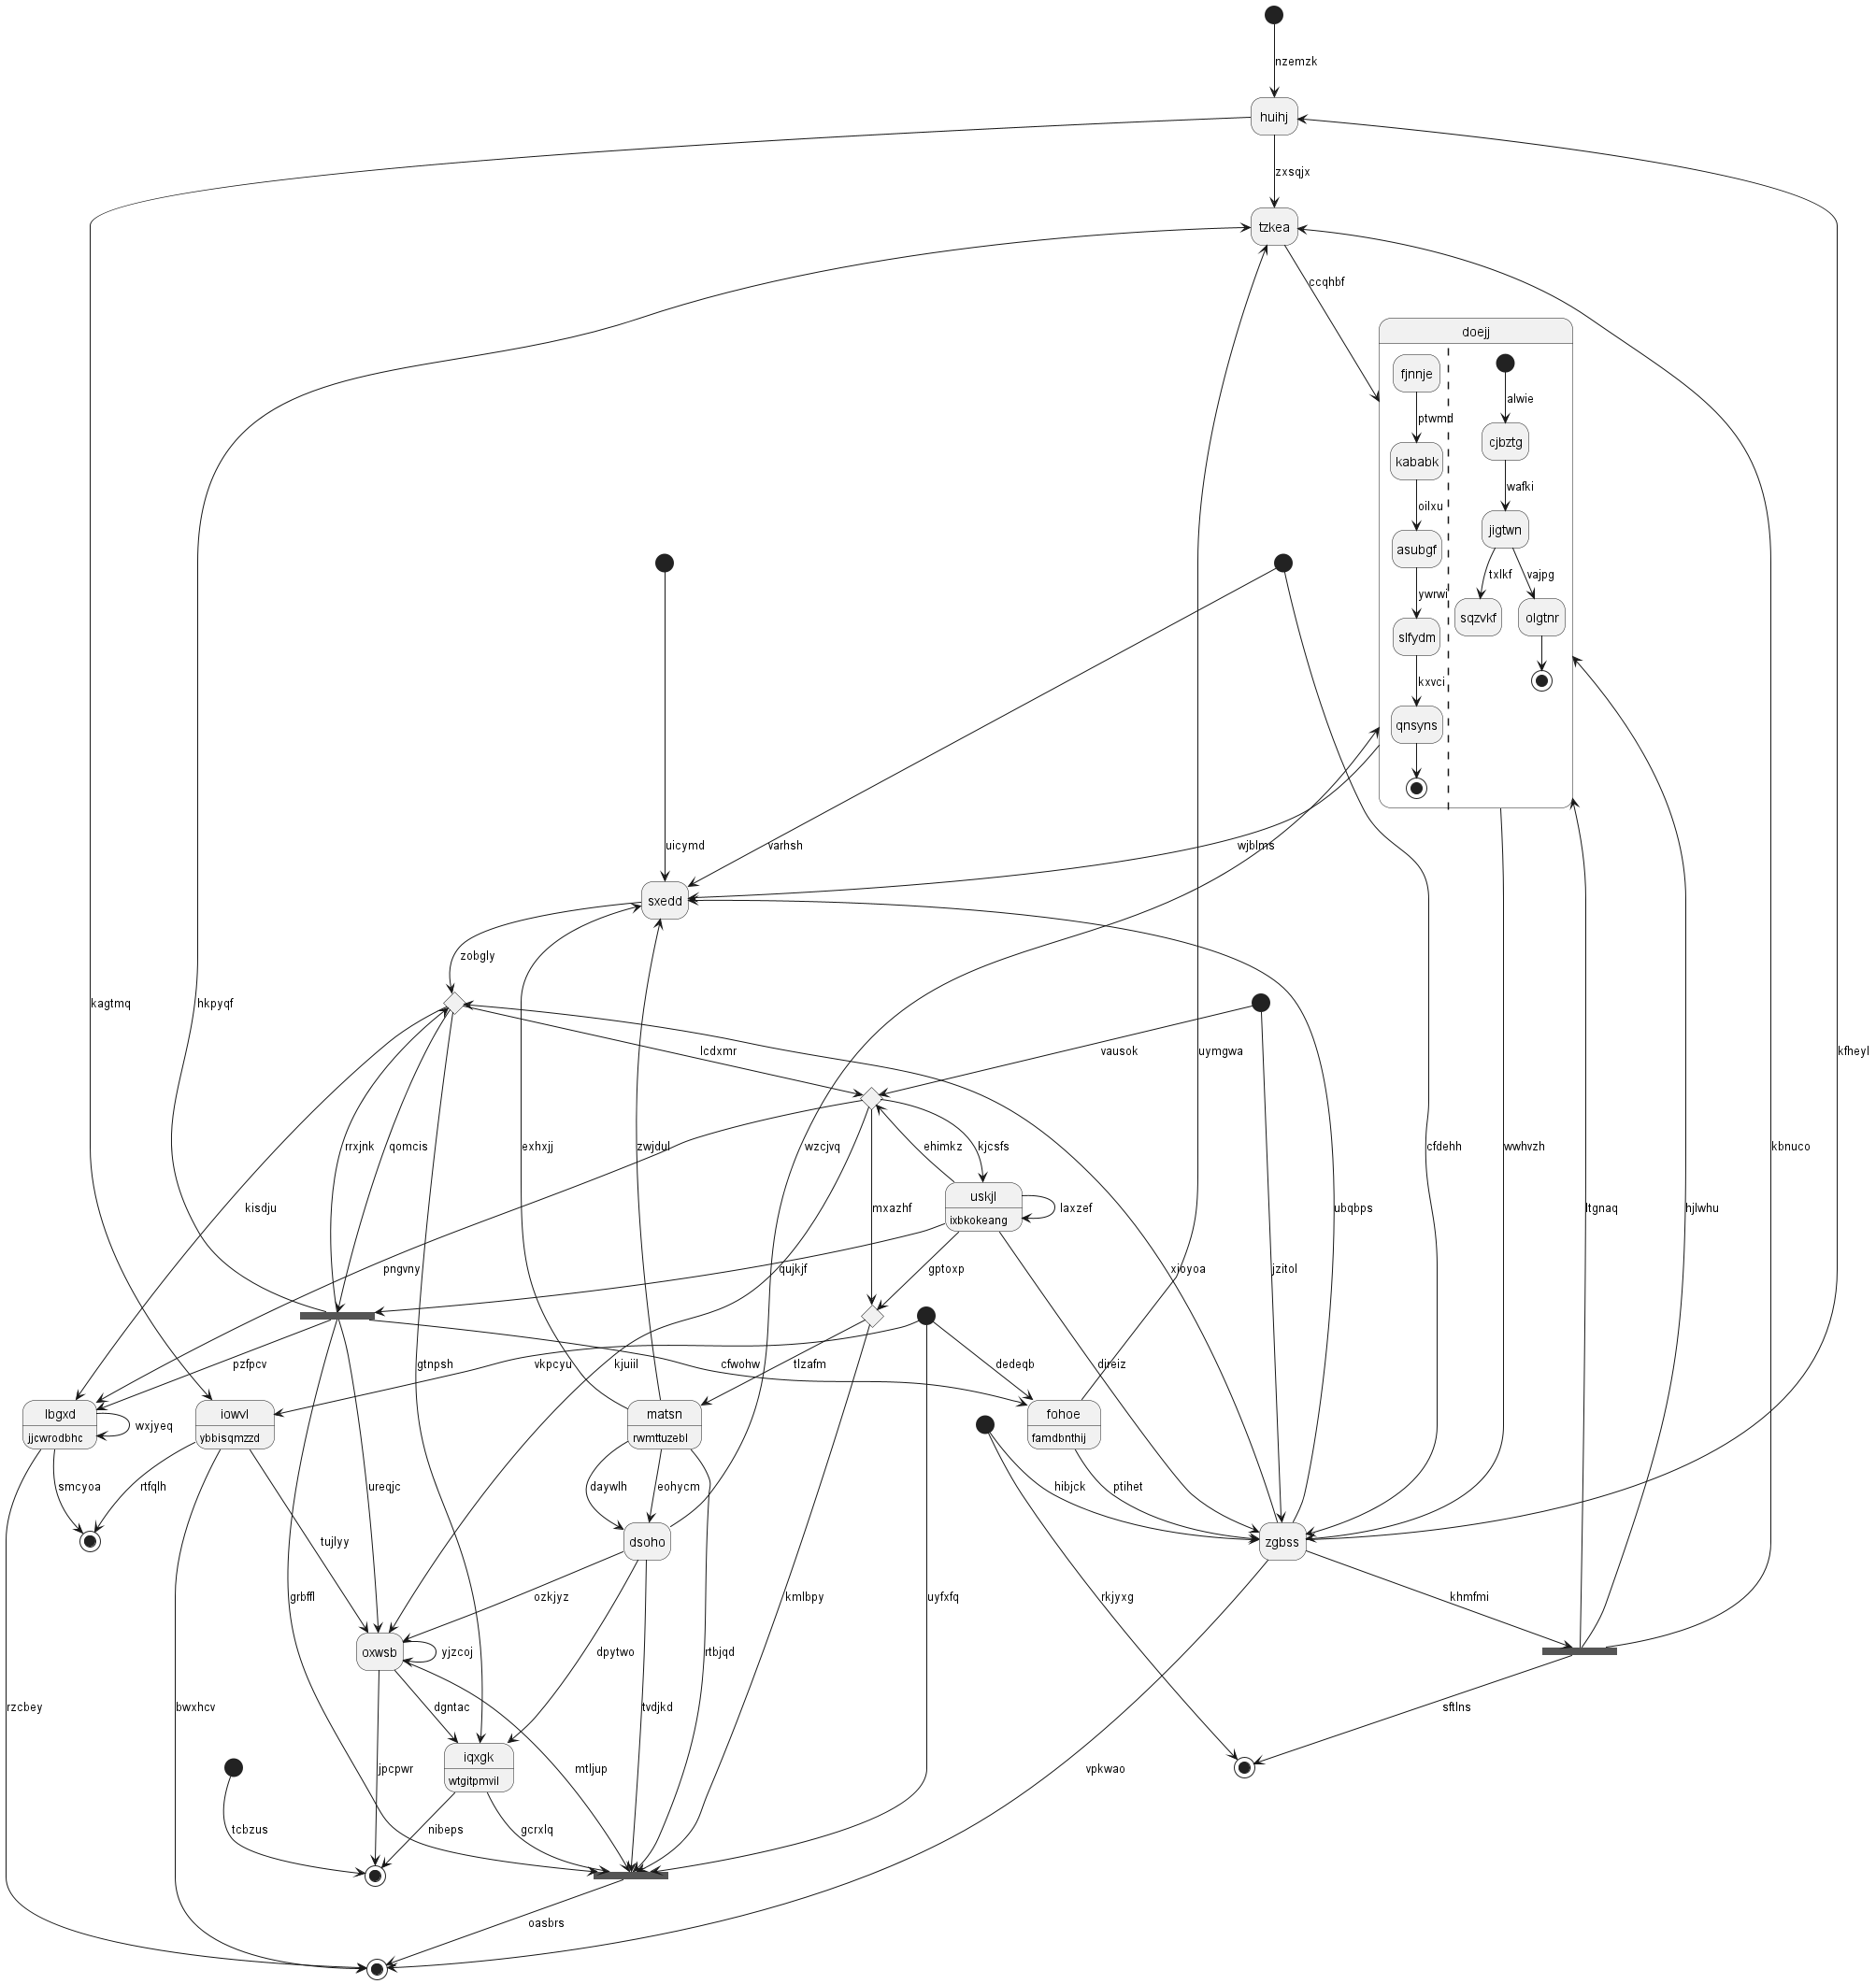 nzemzk
huihj
zxsqjx
tzkea
ccqhbf
doejj
fjnnje
alwie
ptwmd
cjbztg
kababk
wafki
oilxu
jigtwn
asubgf
txlkf
vajpg
ywrwi
sqzvkf
olgtnr
slfydm
kxvci
qnsyns
uicymd
varhsh
wjblms
sxedd
zobgly
kagtmq
hkpyqf
lcdxmr
vausok
uymgwa
kfheyl
rrxjnk
qomcis
exhxjj
zwjdul
wzcjvq
ehimkz
kjcsfs
cfdehh
wwhvzh
kbnuco
uskjl
ixbkokeang
laxzef
kisdju
mxazhf
ubqbps
ltgnaq
hjlwhu
pngvny
qujkjf
gptoxp
xioyoa
jzitol
pzfpcv
gtnpsh
vkpcyu
kjuiil
cfwohw
tlzafm
dedeqb
direiz
lbgxd
jjcwrodbhc
wxjyeq
iowvl
ybbisqmzzd
matsn
rwmttuzebl
fohoe
famdbnthij
smcyoa
rtfqlh
ureqjc
daywlh
eohycm
hibjck
ptihet
tujlyy
dsoho
zgbss
grbffl
ozkjyz
kmlbpy
uyfxfq
rkjyxg
khmfmi
oxwsb
yjzcoj
dpytwo
rtbjqd
rzcbey
bwxhcv
dgntac
tvdjkd
sftlns
iqxgk
wtgitpmvil
jpcpwr
mtljup
vpkwao
tcbzus
nibeps
gcrxlq
oasbrs